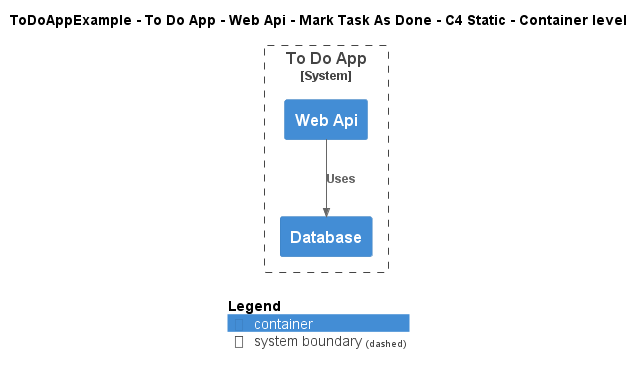 ToDoAppExample - To Do App - Web Api - Mark Task As Done - C4 Static - Container level
To Do App
[System]
Web Api
Uses
Database
Legend
container
system boundary (dashed)